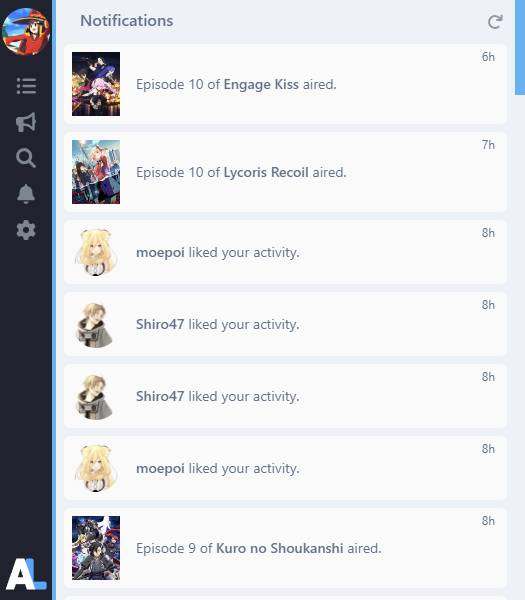 Notifications
6h
Episode 10 of Engage Kiss aired.
7h
Episode 10 of Lycoris Recoil aired.
8h
moepoi liked your activity.
8h
Shiro47 liked your activity.
8h
Shiro47 liked your activity.
8h
moepoi liked your activity.
8h
Episode 9 of Kuro no Shoukanshi aired.
AL